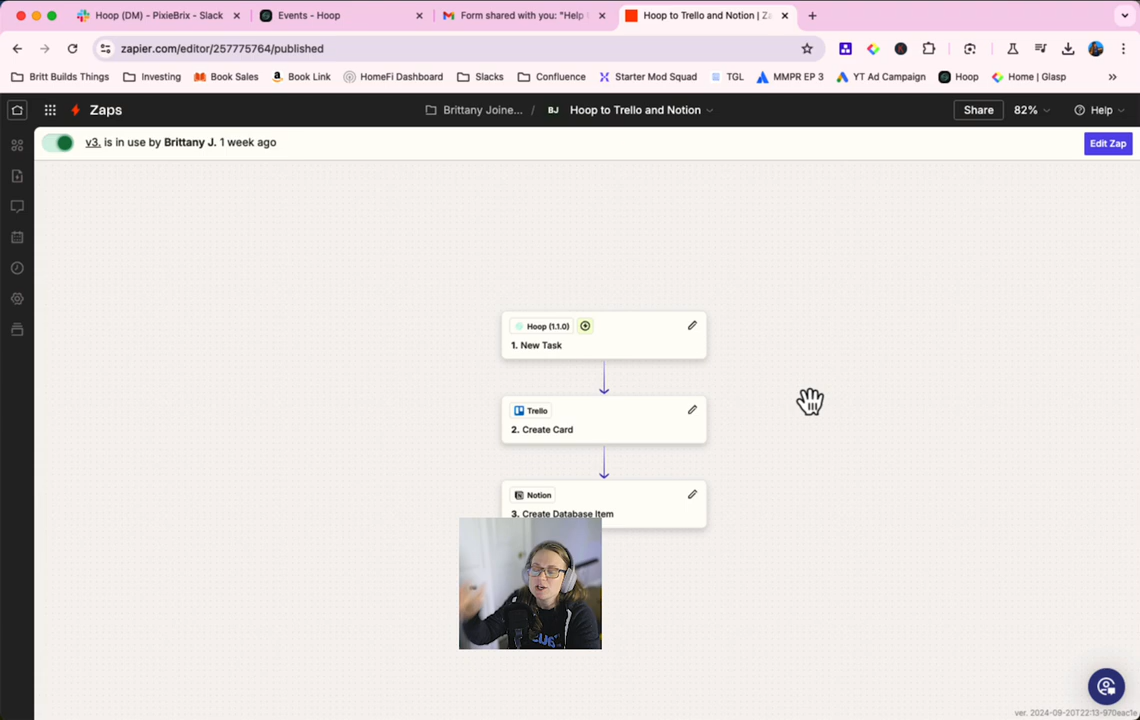 Hoop (DM) - PixieBrix - Slack
Events - Hoop
Form shared with you: "Help
Hoop to Trello and Notion | Za
zapier.com/editor/257775764/published
Britt Builds Things
Investing
Book Sales
Book Link
HomeFi Dashboard
Slacks
Confluence
Starter Mod Squad
TGL
MMPR EP 3
YT Ad Campaign
Hoop
Home | Glasp
Zaps
Brittany Joine... / BJ Hoop to Trello and Notion
Share
82%
Help
v3. is in use by Brittany J. 1 week ago
Edit Zap
Hoop (1.1.0)
1. New Task
Trello
2. Create Card
Notion
3. Create Database Item
ver. 2024-09-20T22:13-970eac1e